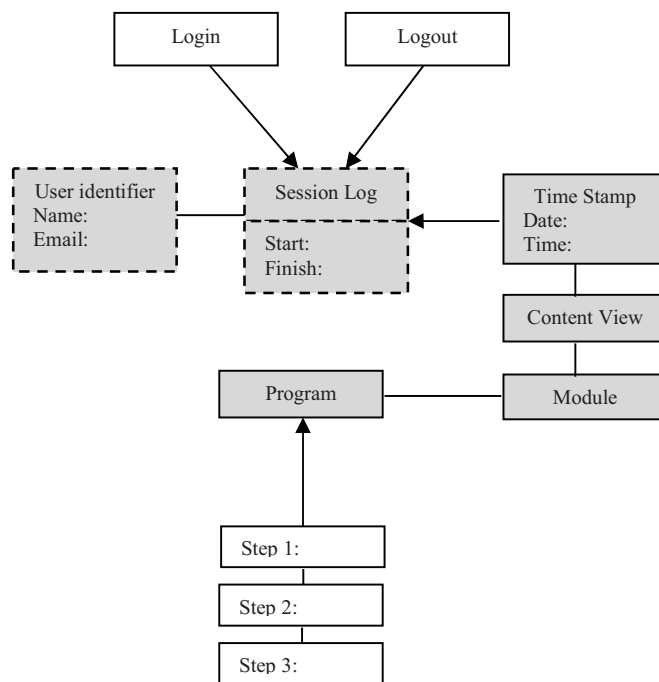 Login
Logout
User identifier
Name:
Email:
Session Log
Start:
Finish:
Time Stamp
Date:
Time:
Content View
Program
Module
Step 1:
Step 2:
Step 3: